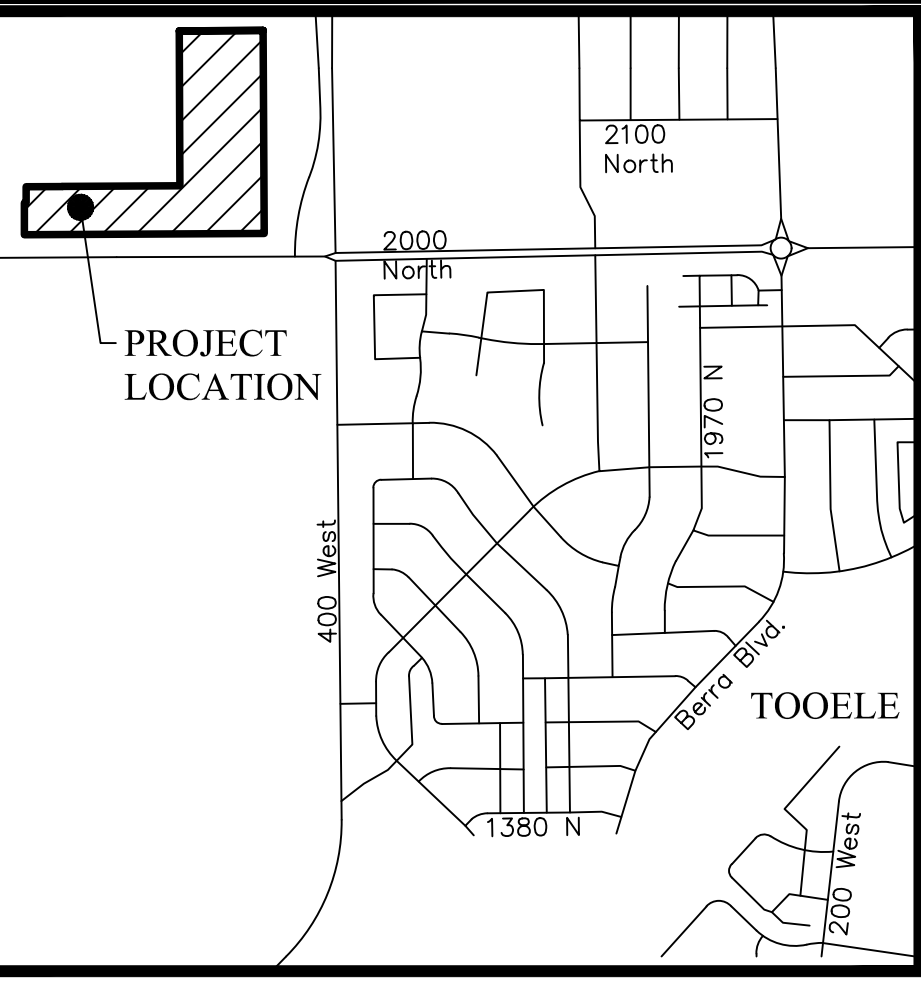 2100
North
2000
North
PROJECT
LOCATION
1970 N
400 West
Berra Blvd.
TOOELE
1380 N
200 West